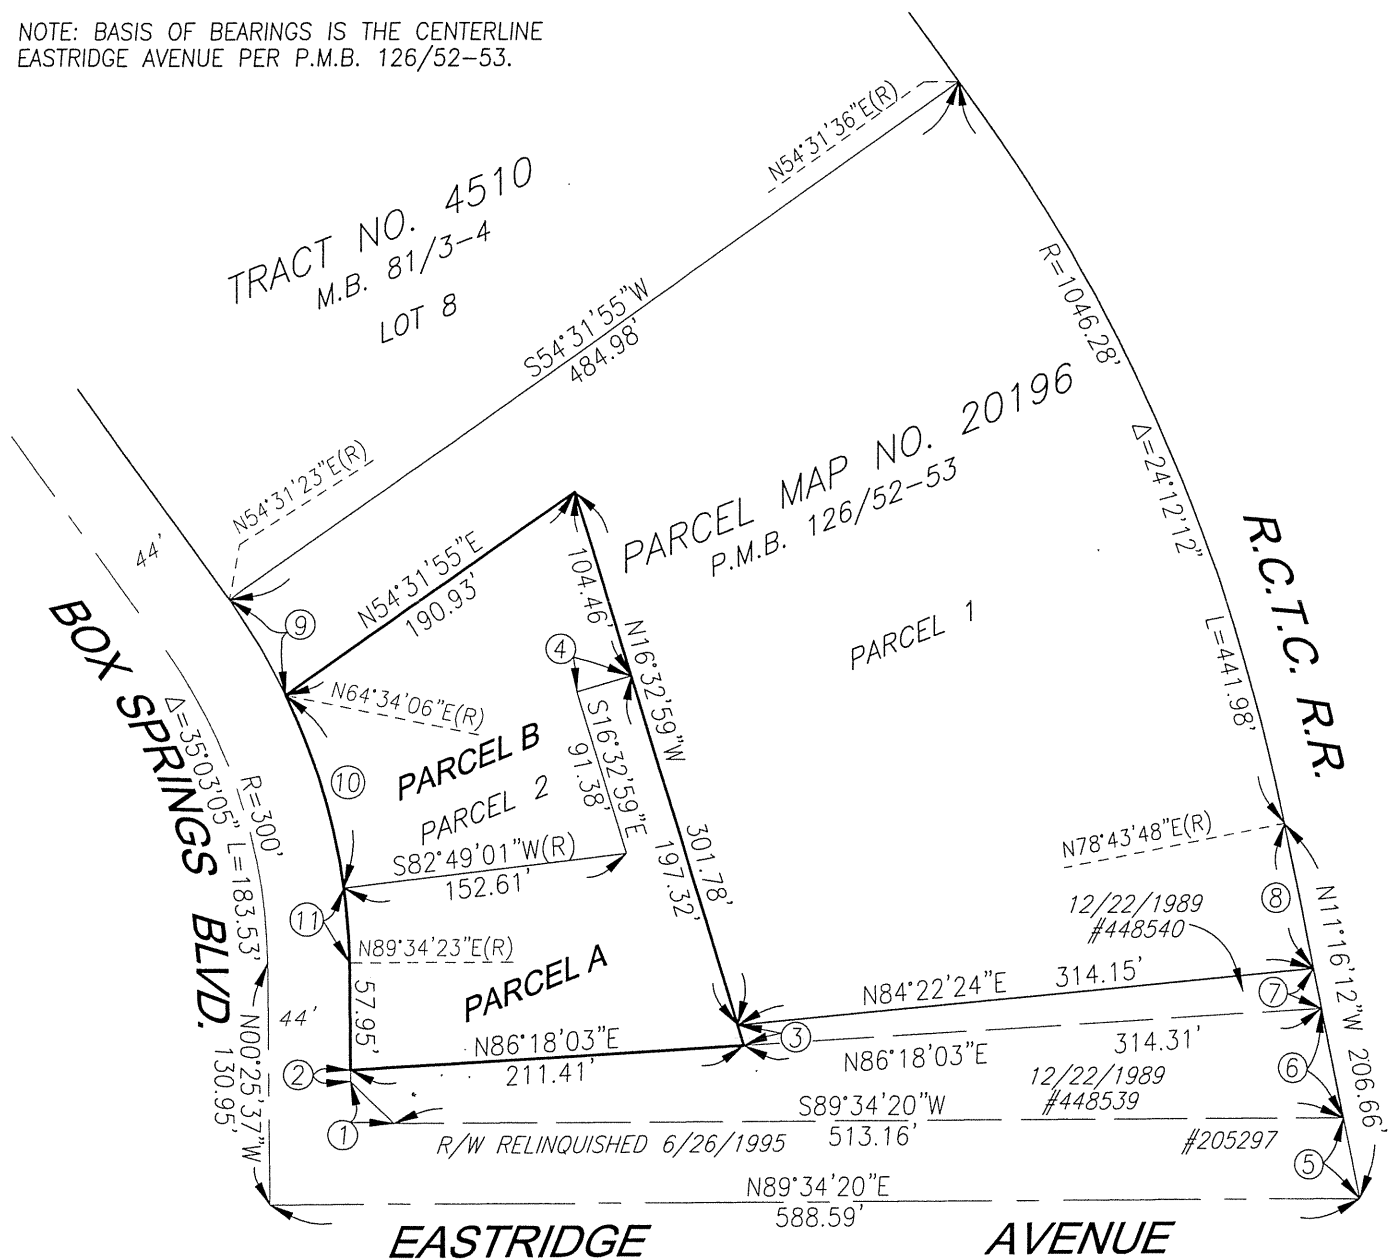 NOTE: BASIS OF BEARINGS IS THE CENTERLINE
EASTRIDGE AVENUE PER P.M.B. 126/52-53.
N54°31'36"E(R)
TRACT NO. 4510
M.B. 81/3-4
LOT 8
S54°31'55"W
484.98'
R=1046.28'
Δ=24°12'12"
L=441.98'
PARCEL MAP NO. 20196
P.M.B. 126/52-53
PARCEL 1
R.C.T.C. R.R.
N54°31'23"E(R)
44'
BOX SPRINGS BLVD.
9
N54°31'55"E
190.93'
104.46'
4
N16°32'59"W
301.78'
197.32'
N64°34'06"E(R)
S16°32'59"E
91.38'
10
PARCEL B
PARCEL 2
Δ=35°03'05"
R=300'
L=183.53'
S82°49'01"W(R)
152.61'
N78°43'48"E(R)
8
12/22/1989
#448540
11
N89°34'23"E(R)
PARCEL A
57.95'
N84°22'24"E 314.15'
7
N11°16'12"W 206.66'
44'
N00°25'37"W
130.95'
N86°18'03"E
211.41'
3
N86°18'03"E
314.31'
2
6
12/22/1989
#448539
S89°34'20"W
513.16'
1
R/W RELINQUISHED 6/26/1995
#205297
5
N89°34'20"E
588.59'
EASTRIDGE AVENUE